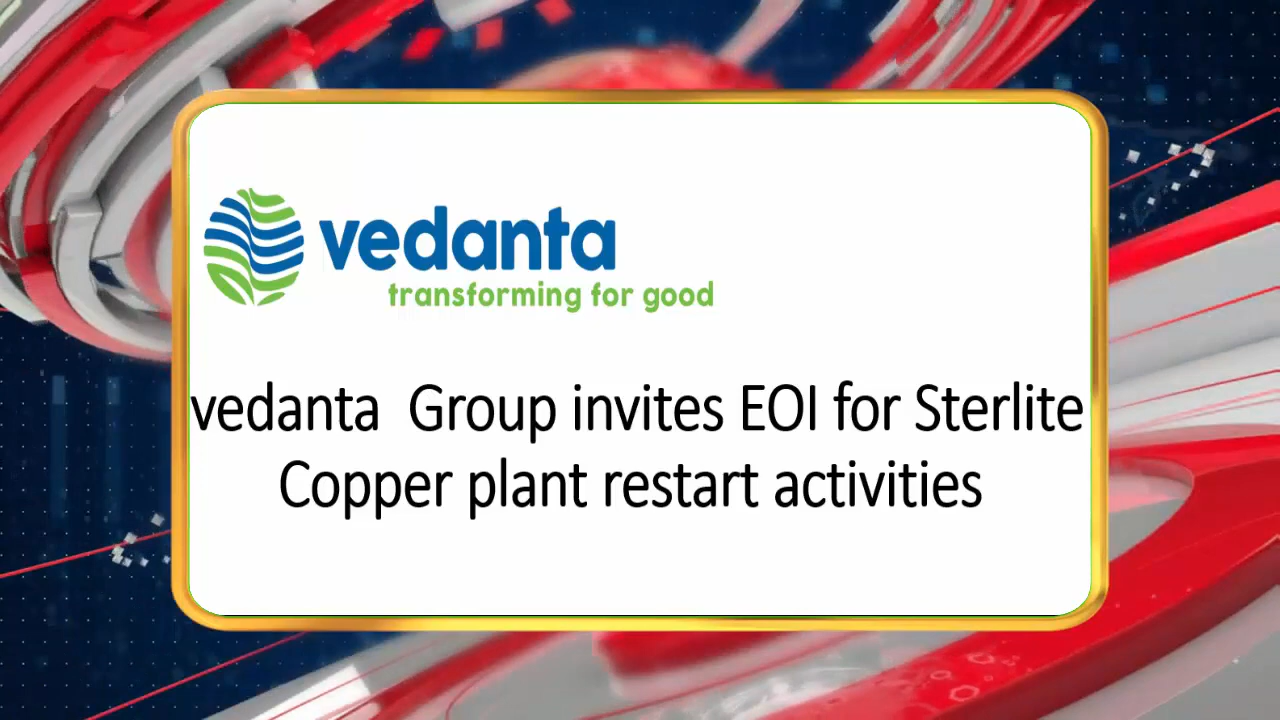 vedanta
transforming for good
vedanta  Group invites EOI for Sterlite
Copper plant restart activities